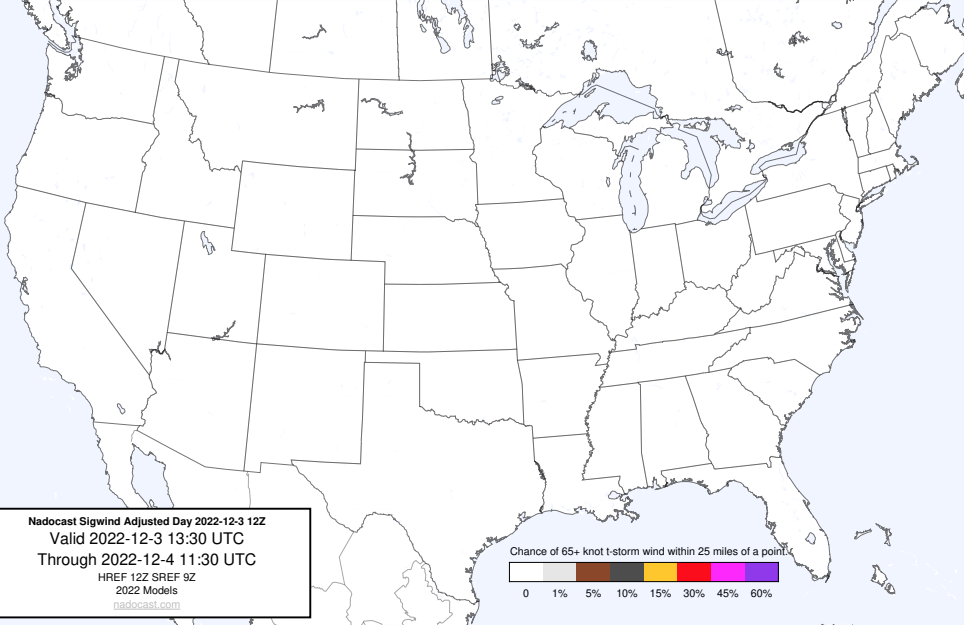 Nadocast Sigwind Adjusted Day 2022-12-3 12Z
Valid 2022-12-3 13:30 UTC
Through 2022-12-4 11:30 UTC
HREF 12Z SREF 9Z
2022 Models
nadocast.com
Chance of 65+ knot t-storm wind within 25 miles of a point.
0 1% 5% 10% 15% 30% 45% 60%